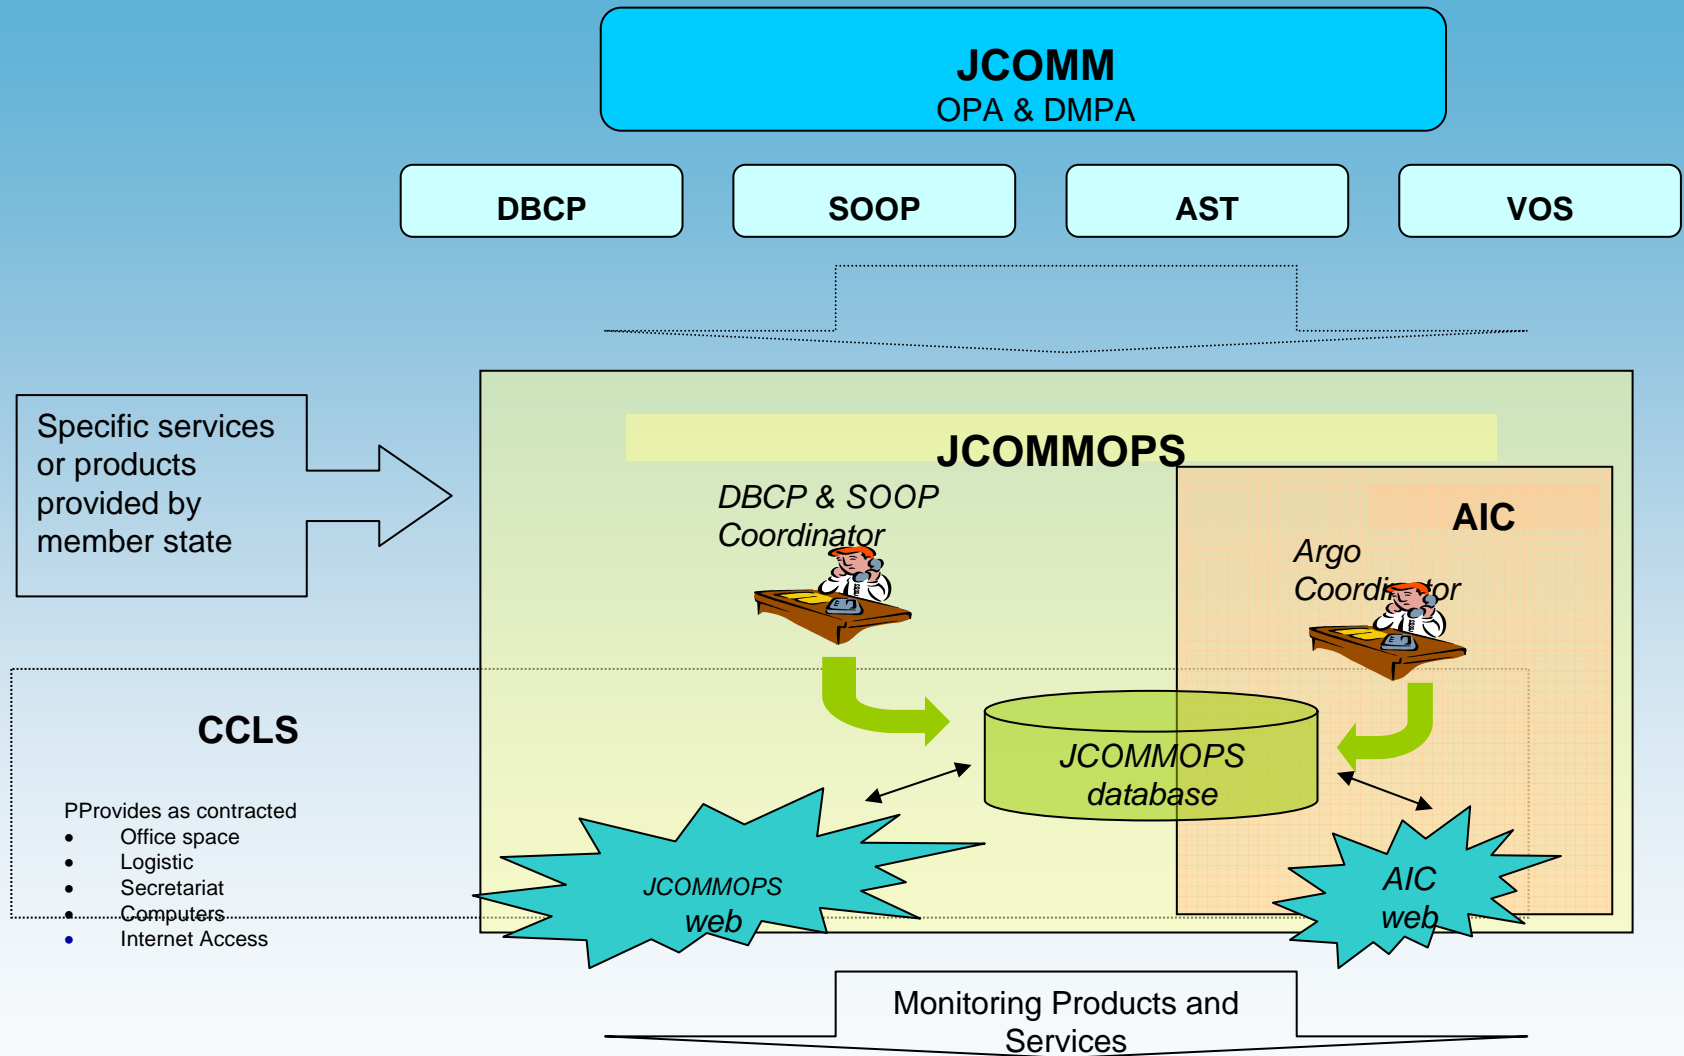 JCOMM
OPA & DMPA
DBCP
SOOP
AST
VOS
Specific services
or products
provided by
member state
JCOMMOPS
DBCP & SOOP
Coordinator
AIC
Argo
Coordinator
CCLS
PProvides as contracted
• Office space
• Logistic
• Secretariat
• Computers
• Internet Access
JCOMMOPS
database
JCOMMOPS
web
AIC
web
Monitoring Products and
Services